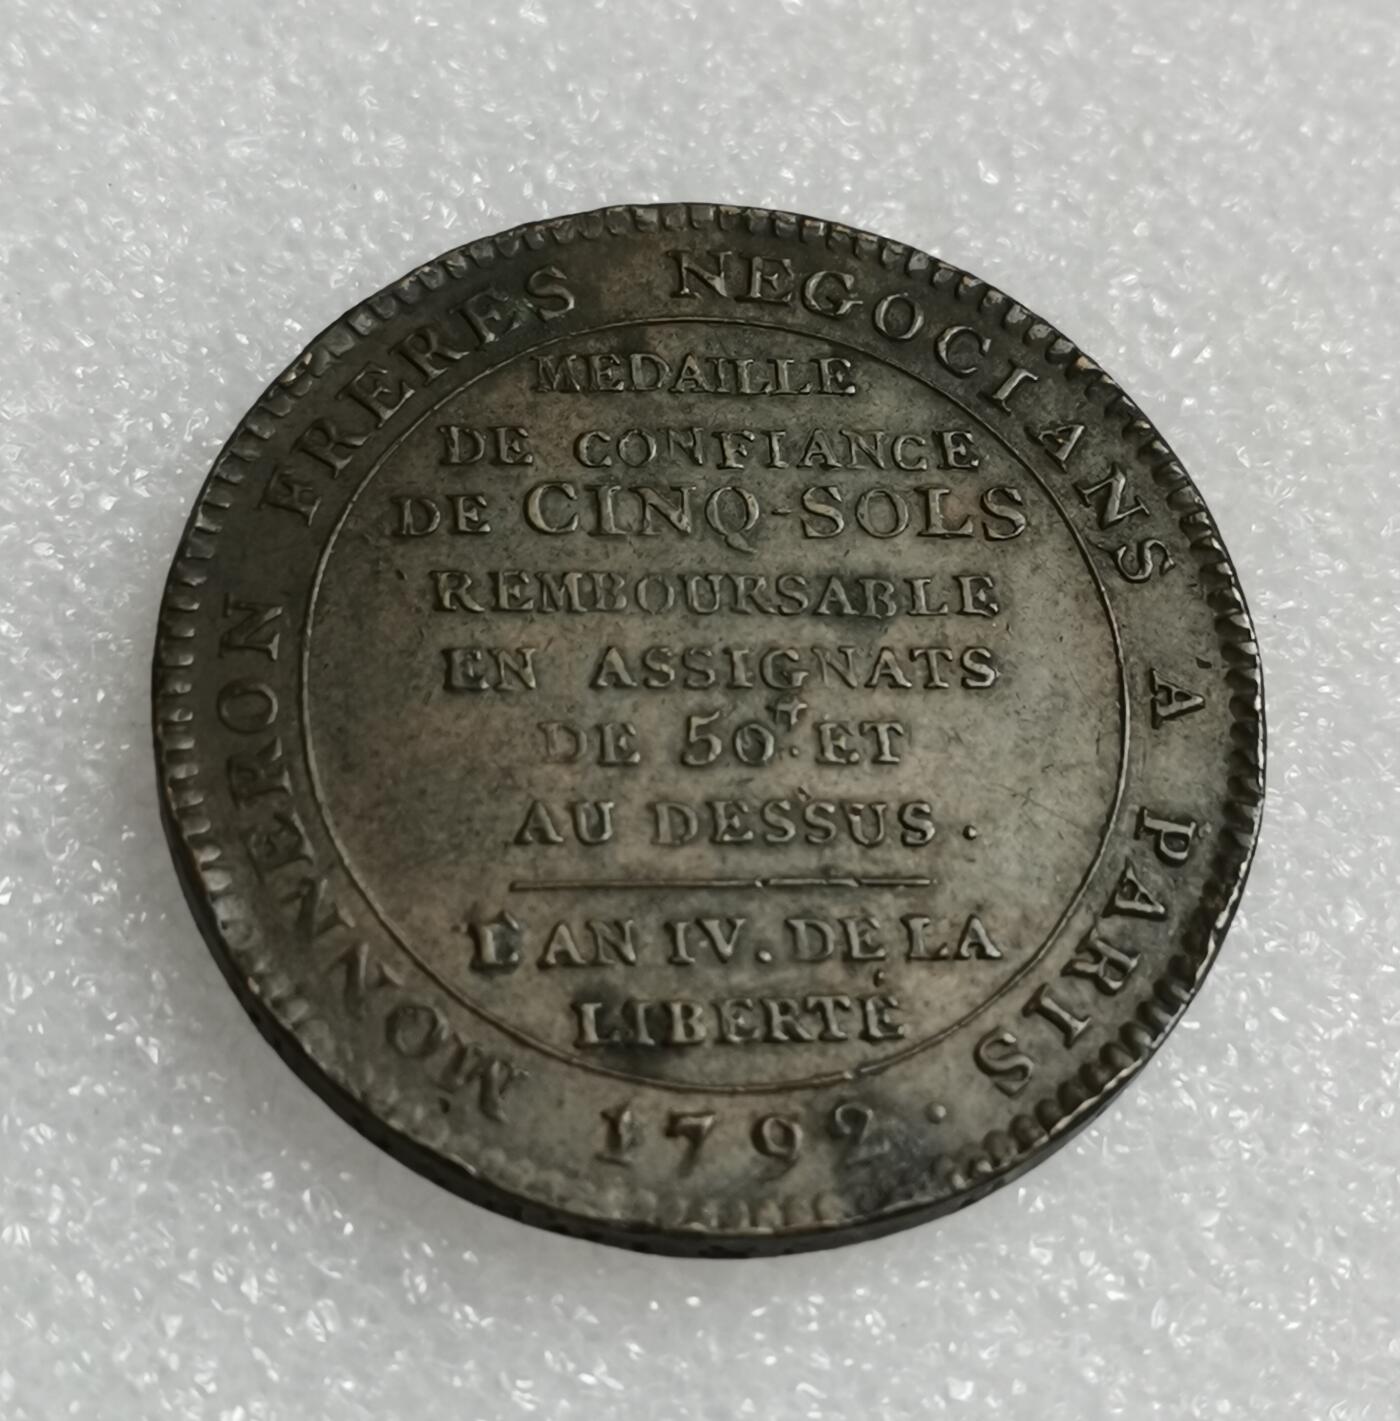 MONNERON FRERES NEGOCIANS A PARIS .
MEDAILLE
DE CONFIANCE
DE CINQ-SOLS
REMBOURSABLE
EN ASSIGNATS
DE 50₶. ET
AU DESSUS .
L'AN IV . DE LA
LIBERTÉ
1792 .